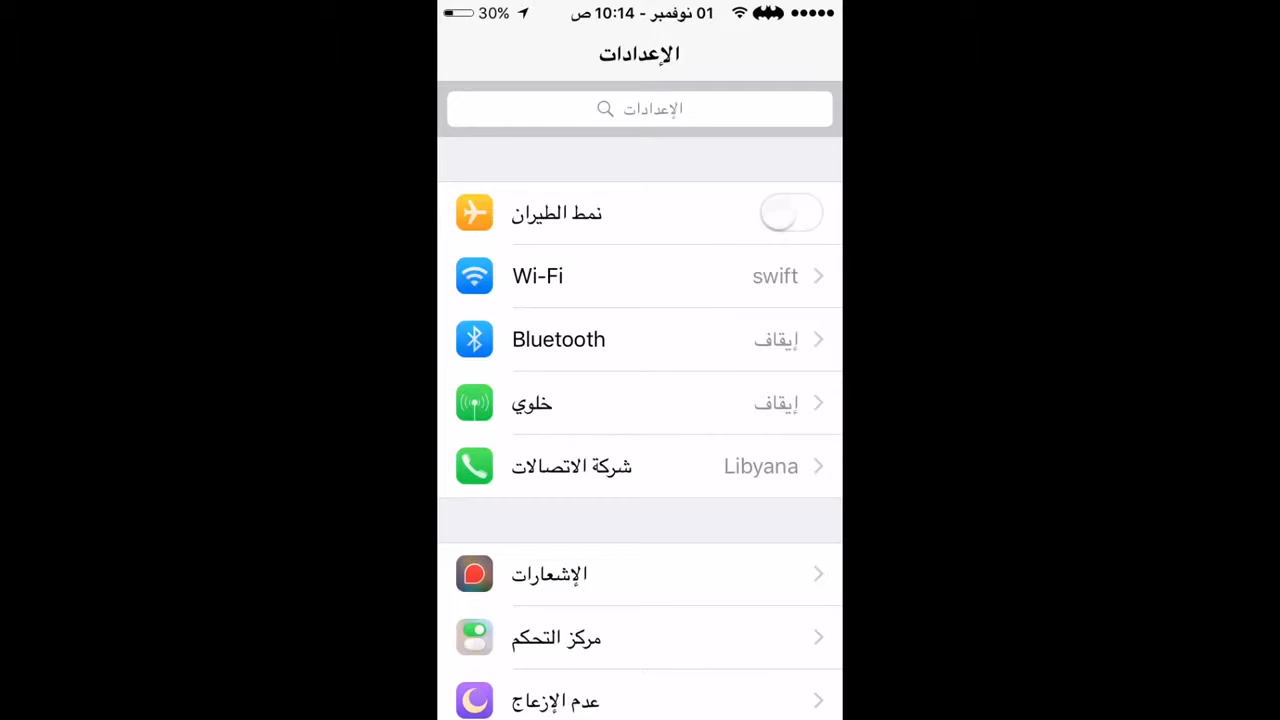 30% 01 نوفمبر - 10:14 ص
الإعدادات
الإعدادات
نمط الطيران
Wi-Fi swift
Bluetooth إيقاف
خلوي إيقاف
شركة الاتصالات Libyana
الإشعارات
مركز التحكم
عدم الإزعاج